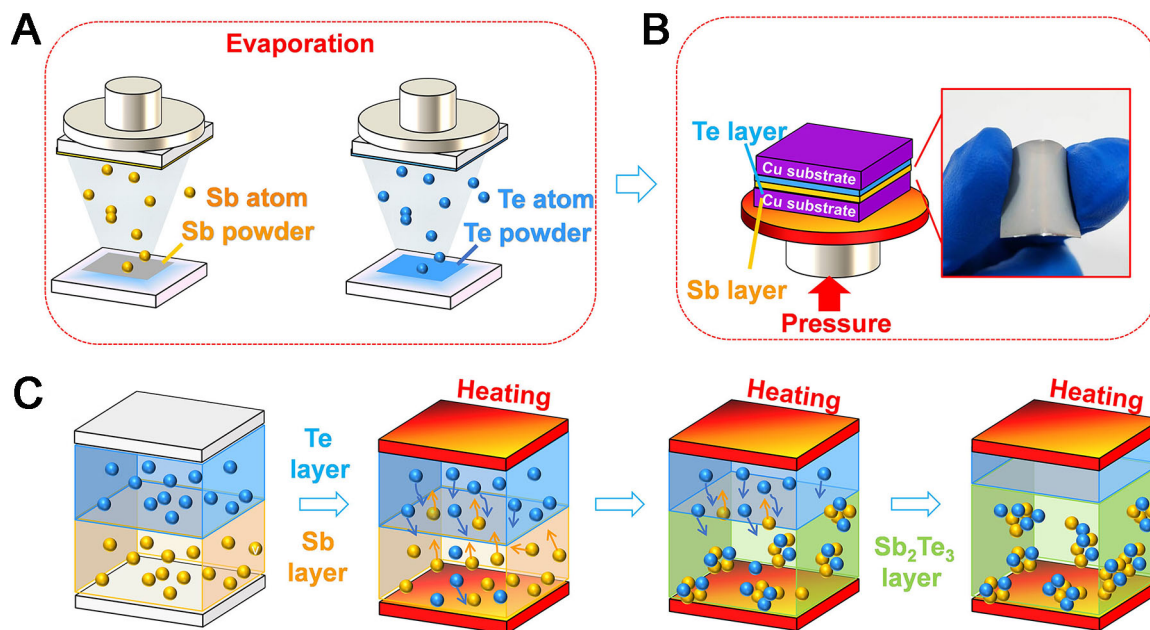 A
Evaporation
Sb atom
Sb powder
Te atom
Te powder
B
Te layer
Cu substrate
Cu substrate
Sb layer
Pressure
C
Te
layer
Sb
layer
Heating
Heating
Sb₂Te₃
layer
Heating